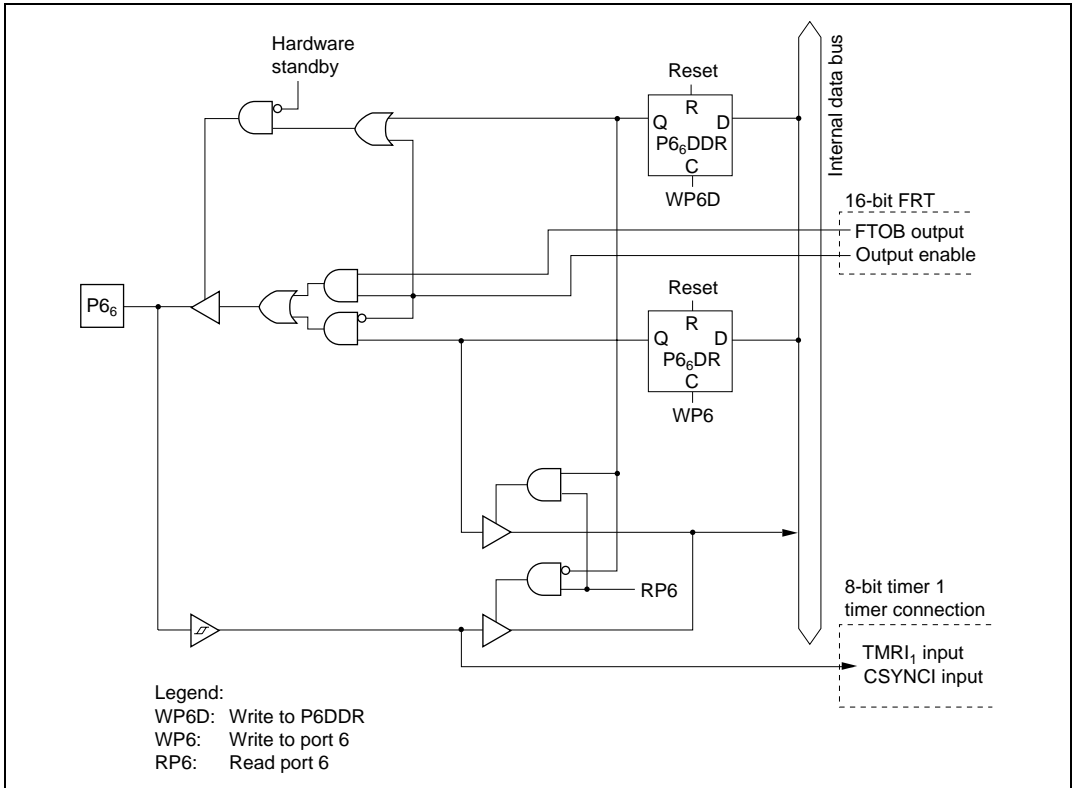 Hardware
standby
Reset
R
Q D
P6₆DDR
C
WP6D
Internal data bus
16-bit FRT
FTOB output
Output enable
P6₆
Reset
R
Q D
P6₆DR
C
WP6
RP6
8-bit timer 1
timer connection
TMRI₁ input
CSYNCI input
Legend:
WP6D: Write to P6DDR
WP6: Write to port 6
RP6: Read port 6